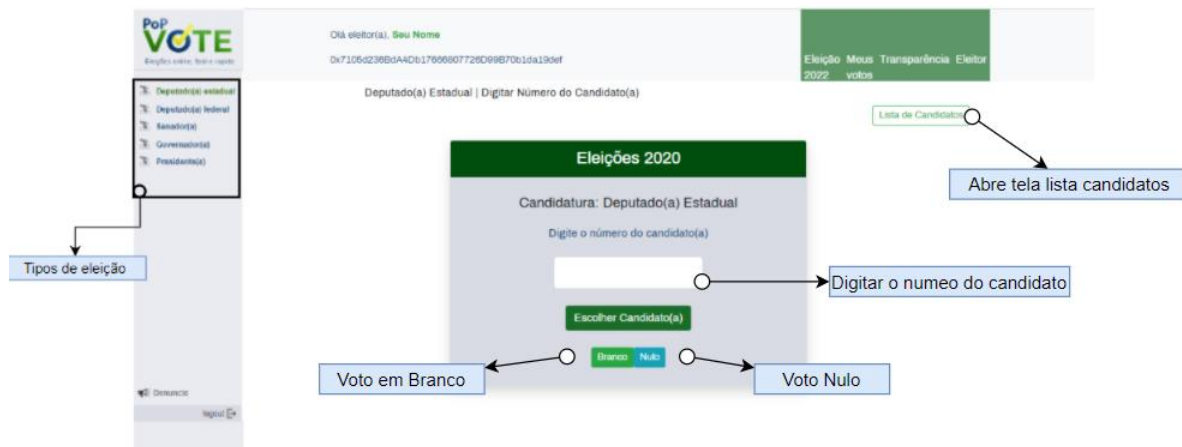 PoP
VOTE
Olá eleitor(a), Seu Nome
Eleição Meus Transparência Eleitor
2022 votos
Deputado(a) estadual
Deputado(a) federal
Senador(a)
Governador(a)
Presidente(a)
Deputado(a) Estadual | Digitar Número do Candidato(a)
Lista de Candidatos
Abre tela lista candidatos
Eleições 2020
Candidatura: Deputado(a) Estadual
Digite o número do candidato(a)
Tipos de eleição
Digitar o numeo do candidato
Escolher Candidato(a)
Branco Nulo
Voto em Branco
Voto Nulo
Denuncie
logout